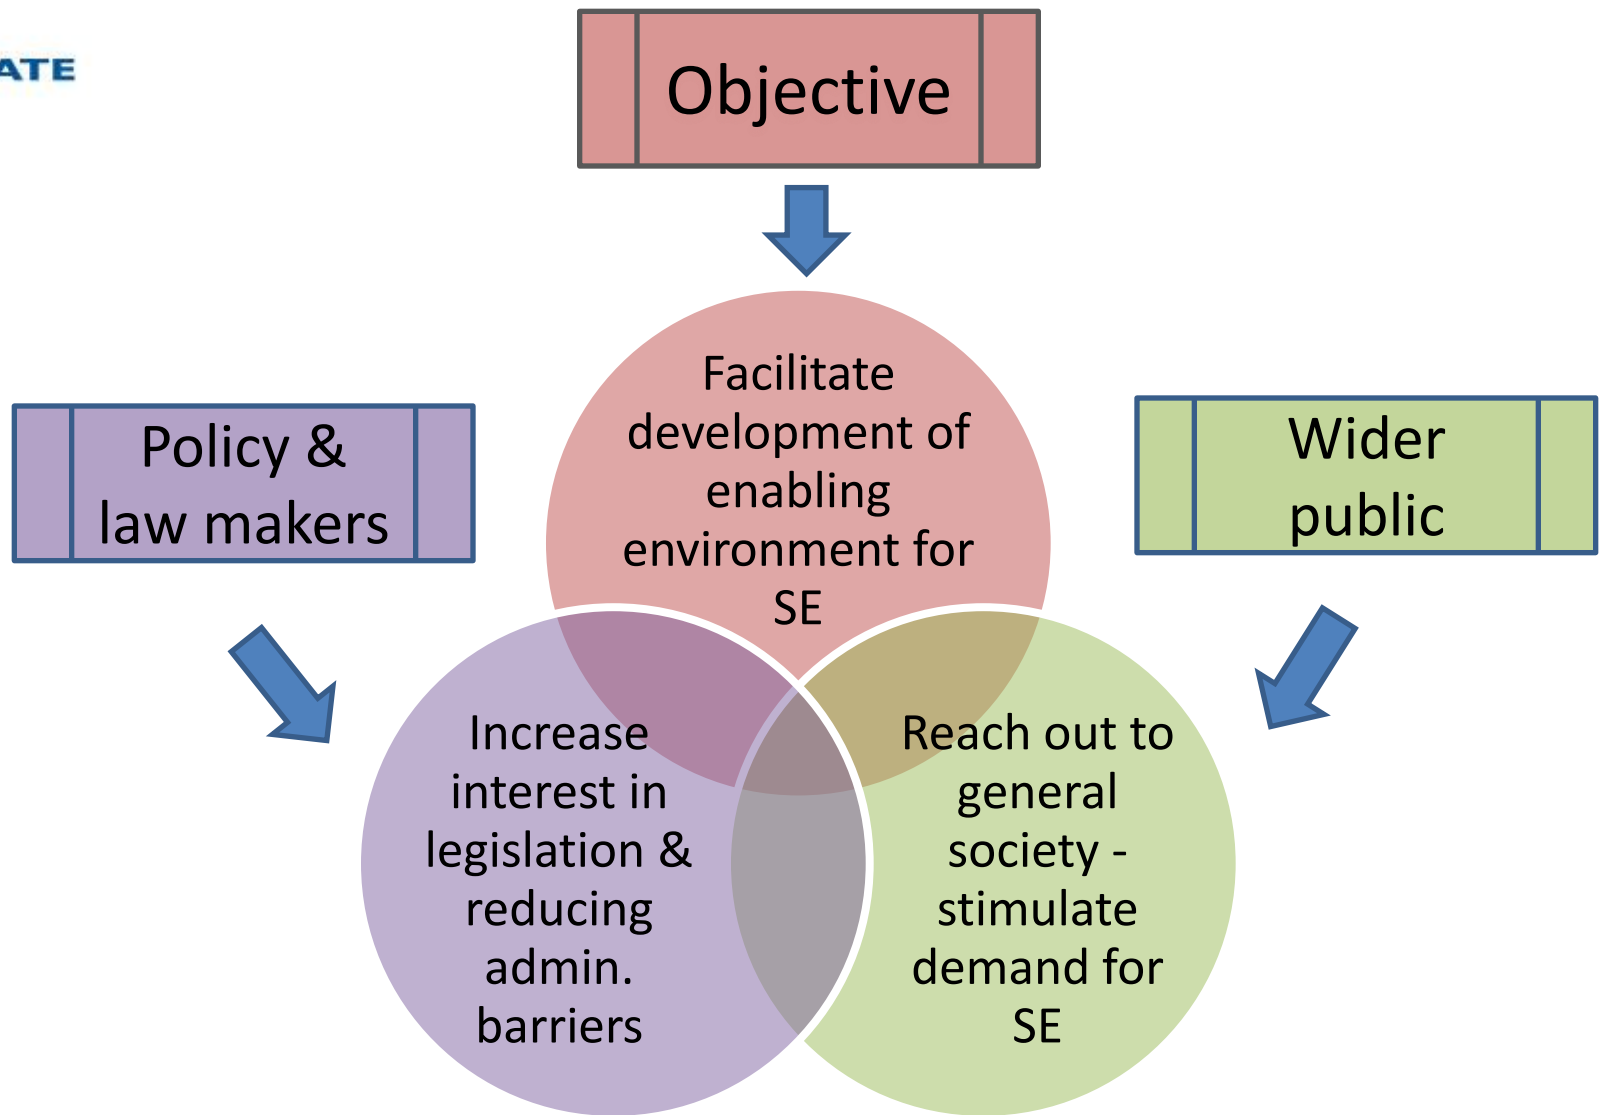 ATE
Objective
Facilitate
development of
enabling
environment for
SE
Policy &
law makers
Wider
public
Increase
interest in
legislation &
reducing
admin.
barriers
Reach out to
general
society -
stimulate
demand for
SE